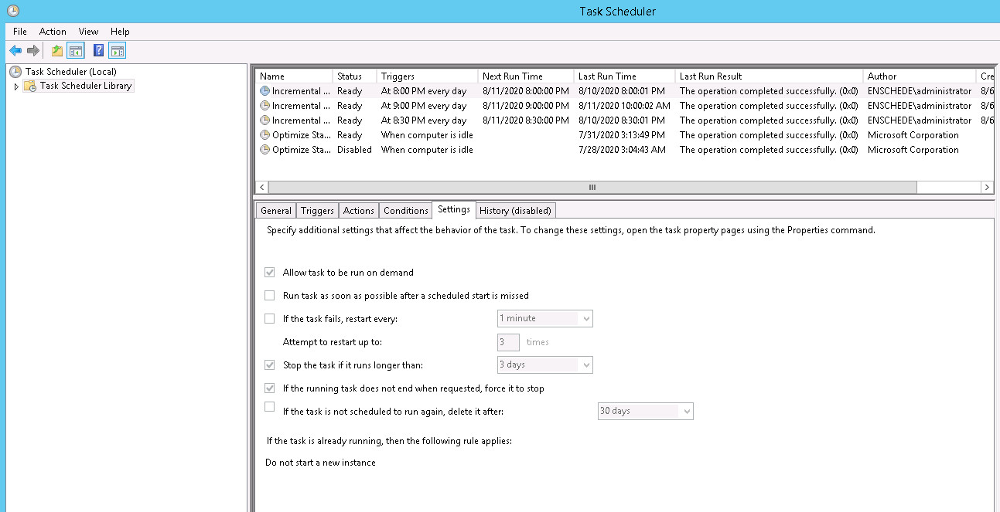 Task Scheduler
File Action View Help
Task Scheduler (Local)
Task Scheduler Library
Name Status Triggers Next Run Time Last Run Time Last Run Result Author Cre
Incremental ... Ready At 8:00 PM every day 8/11/2020 8:00:00 PM 8/10/2020 8:00:01 PM The operation completed successfully. (0x0) ENSCHEDE\administrator 8/6
Incremental ... Ready At 9:00 PM every day 8/11/2020 9:00:00 PM 8/11/2020 10:00:02 AM The operation completed successfully. (0x0) ENSCHEDE\administrator 8/6
Incremental ... Ready At 8:30 PM every day 8/11/2020 8:30:00 PM 8/10/2020 8:30:01 PM The operation completed successfully. (0x0) ENSCHEDE\administrator 8/6
Optimize Sta... Ready When computer is idle 7/31/2020 3:13:49 PM The operation completed successfully. (0x0) Microsoft Corporation
Optimize Sta... Disabled When computer is idle 7/28/2020 3:04:43 AM The operation completed successfully. (0x0) Microsoft Corporation
General Triggers Actions Conditions Settings History (disabled)
Specify additional settings that affect the behavior of the task. To change these settings, open the task property pages using the Properties command.
Allow task to be run on demand
Run task as soon as possible after a scheduled start is missed
If the task fails, restart every: 1 minute
Attempt to restart up to: 3 times
Stop the task if it runs longer than: 3 days
If the running task does not end when requested, force it to stop
If the task is not scheduled to run again, delete it after: 30 days
If the task is already running, then the following rule applies:
Do not start a new instance